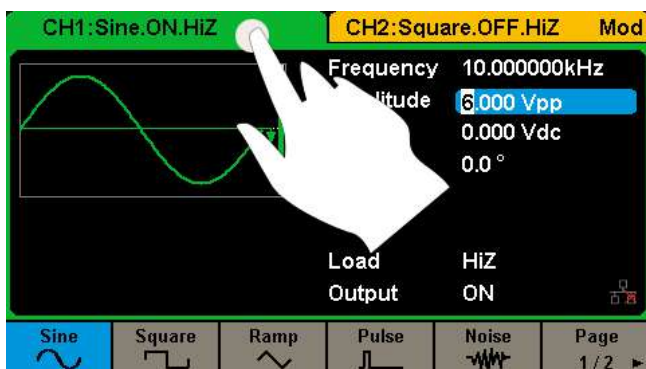 CH1:Sine.ON.HiZ CH2:Square.OFF.HiZ Mod
Frequency 10.000000kHz
6.000 Vpp
0.000 Vdc
0.0 °
Load HiZ
Output ON
Sine Square Ramp Pulse Noise Page
1/2 ►